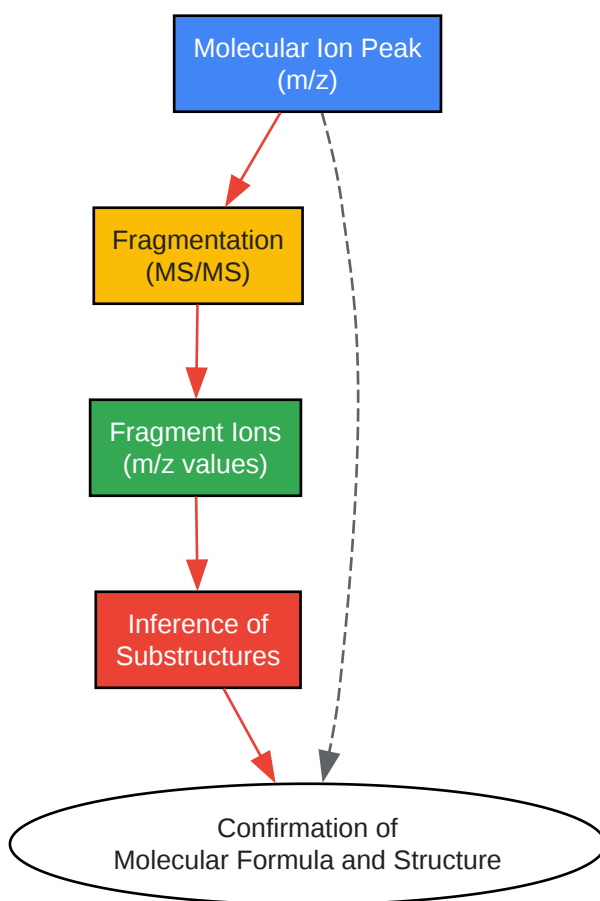 Molecular Ion Peak
(m/z)
Fragmentation
(MS/MS)
Fragment Ions
(m/z values)
Inference of
Substructures
Confirmation of
Molecular Formula and Structure